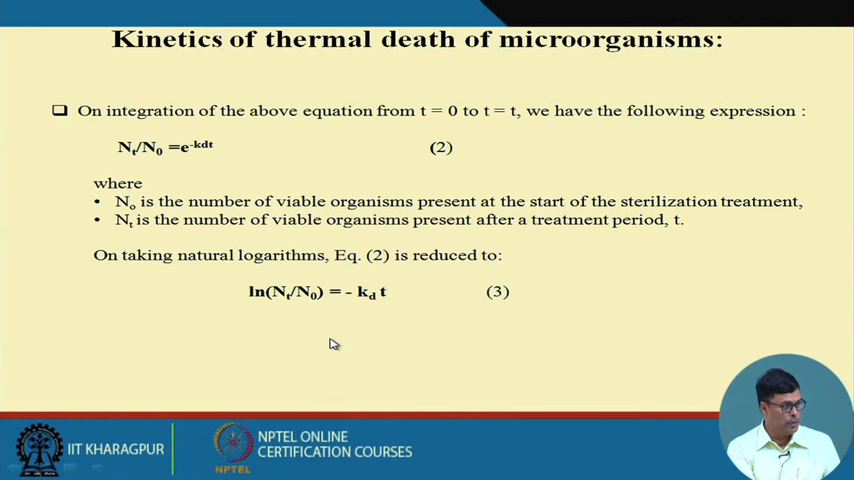 Kinetics of thermal death of microorganisms:
❑ On integration of the above equation from t = 0 to t = t, we have the following expression :
Nₜ/N₀ =e⁻ᵏᵈᵗ (2)
where
• Nₒ is the number of viable organisms present at the start of the sterilization treatment,
• Nₜ is the number of viable organisms present after a treatment period, t.
On taking natural logarithms, Eq. (2) is reduced to:
ln(Nₜ/N₀) = - k_d t (3)
IIT KHARAGPUR
NPTEL
NPTEL ONLINE
CERTIFICATION COURSES